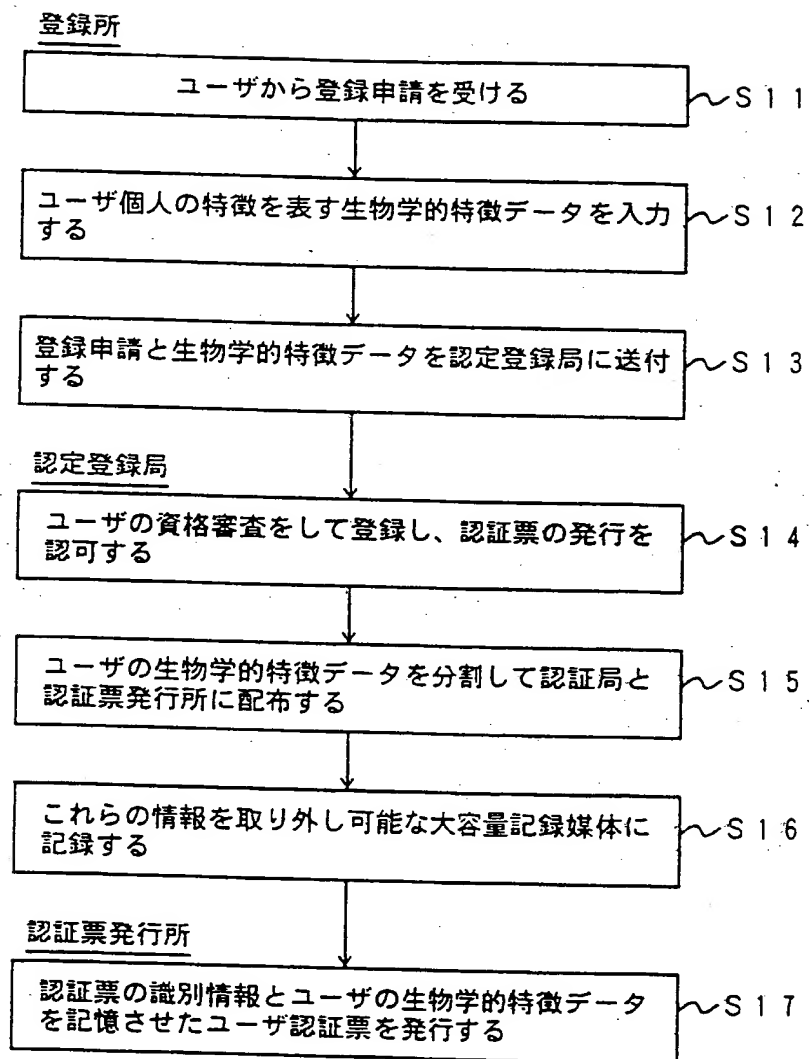 登録所
ユーザから登録申請を受ける
S11
ユーザ個人の特徴を表す生物学的特徴データを入力
する
S12
登録申請と生物学的特徴データを認定登録局に送付
する
S13
認定登録局
ユーザの資格審査をして登録し、認証票の発行を
認可する
S14
ユーザの生物学的特徴データを分割して認証局と
認証票発行所に配布する
S15
これらの情報を取り外し可能な大容量記録媒体に
記録する
S16
認証票発行所
認証票の識別情報とユーザの生物学的特徴データ
を記憶させたユーザ認証票を発行する
S17